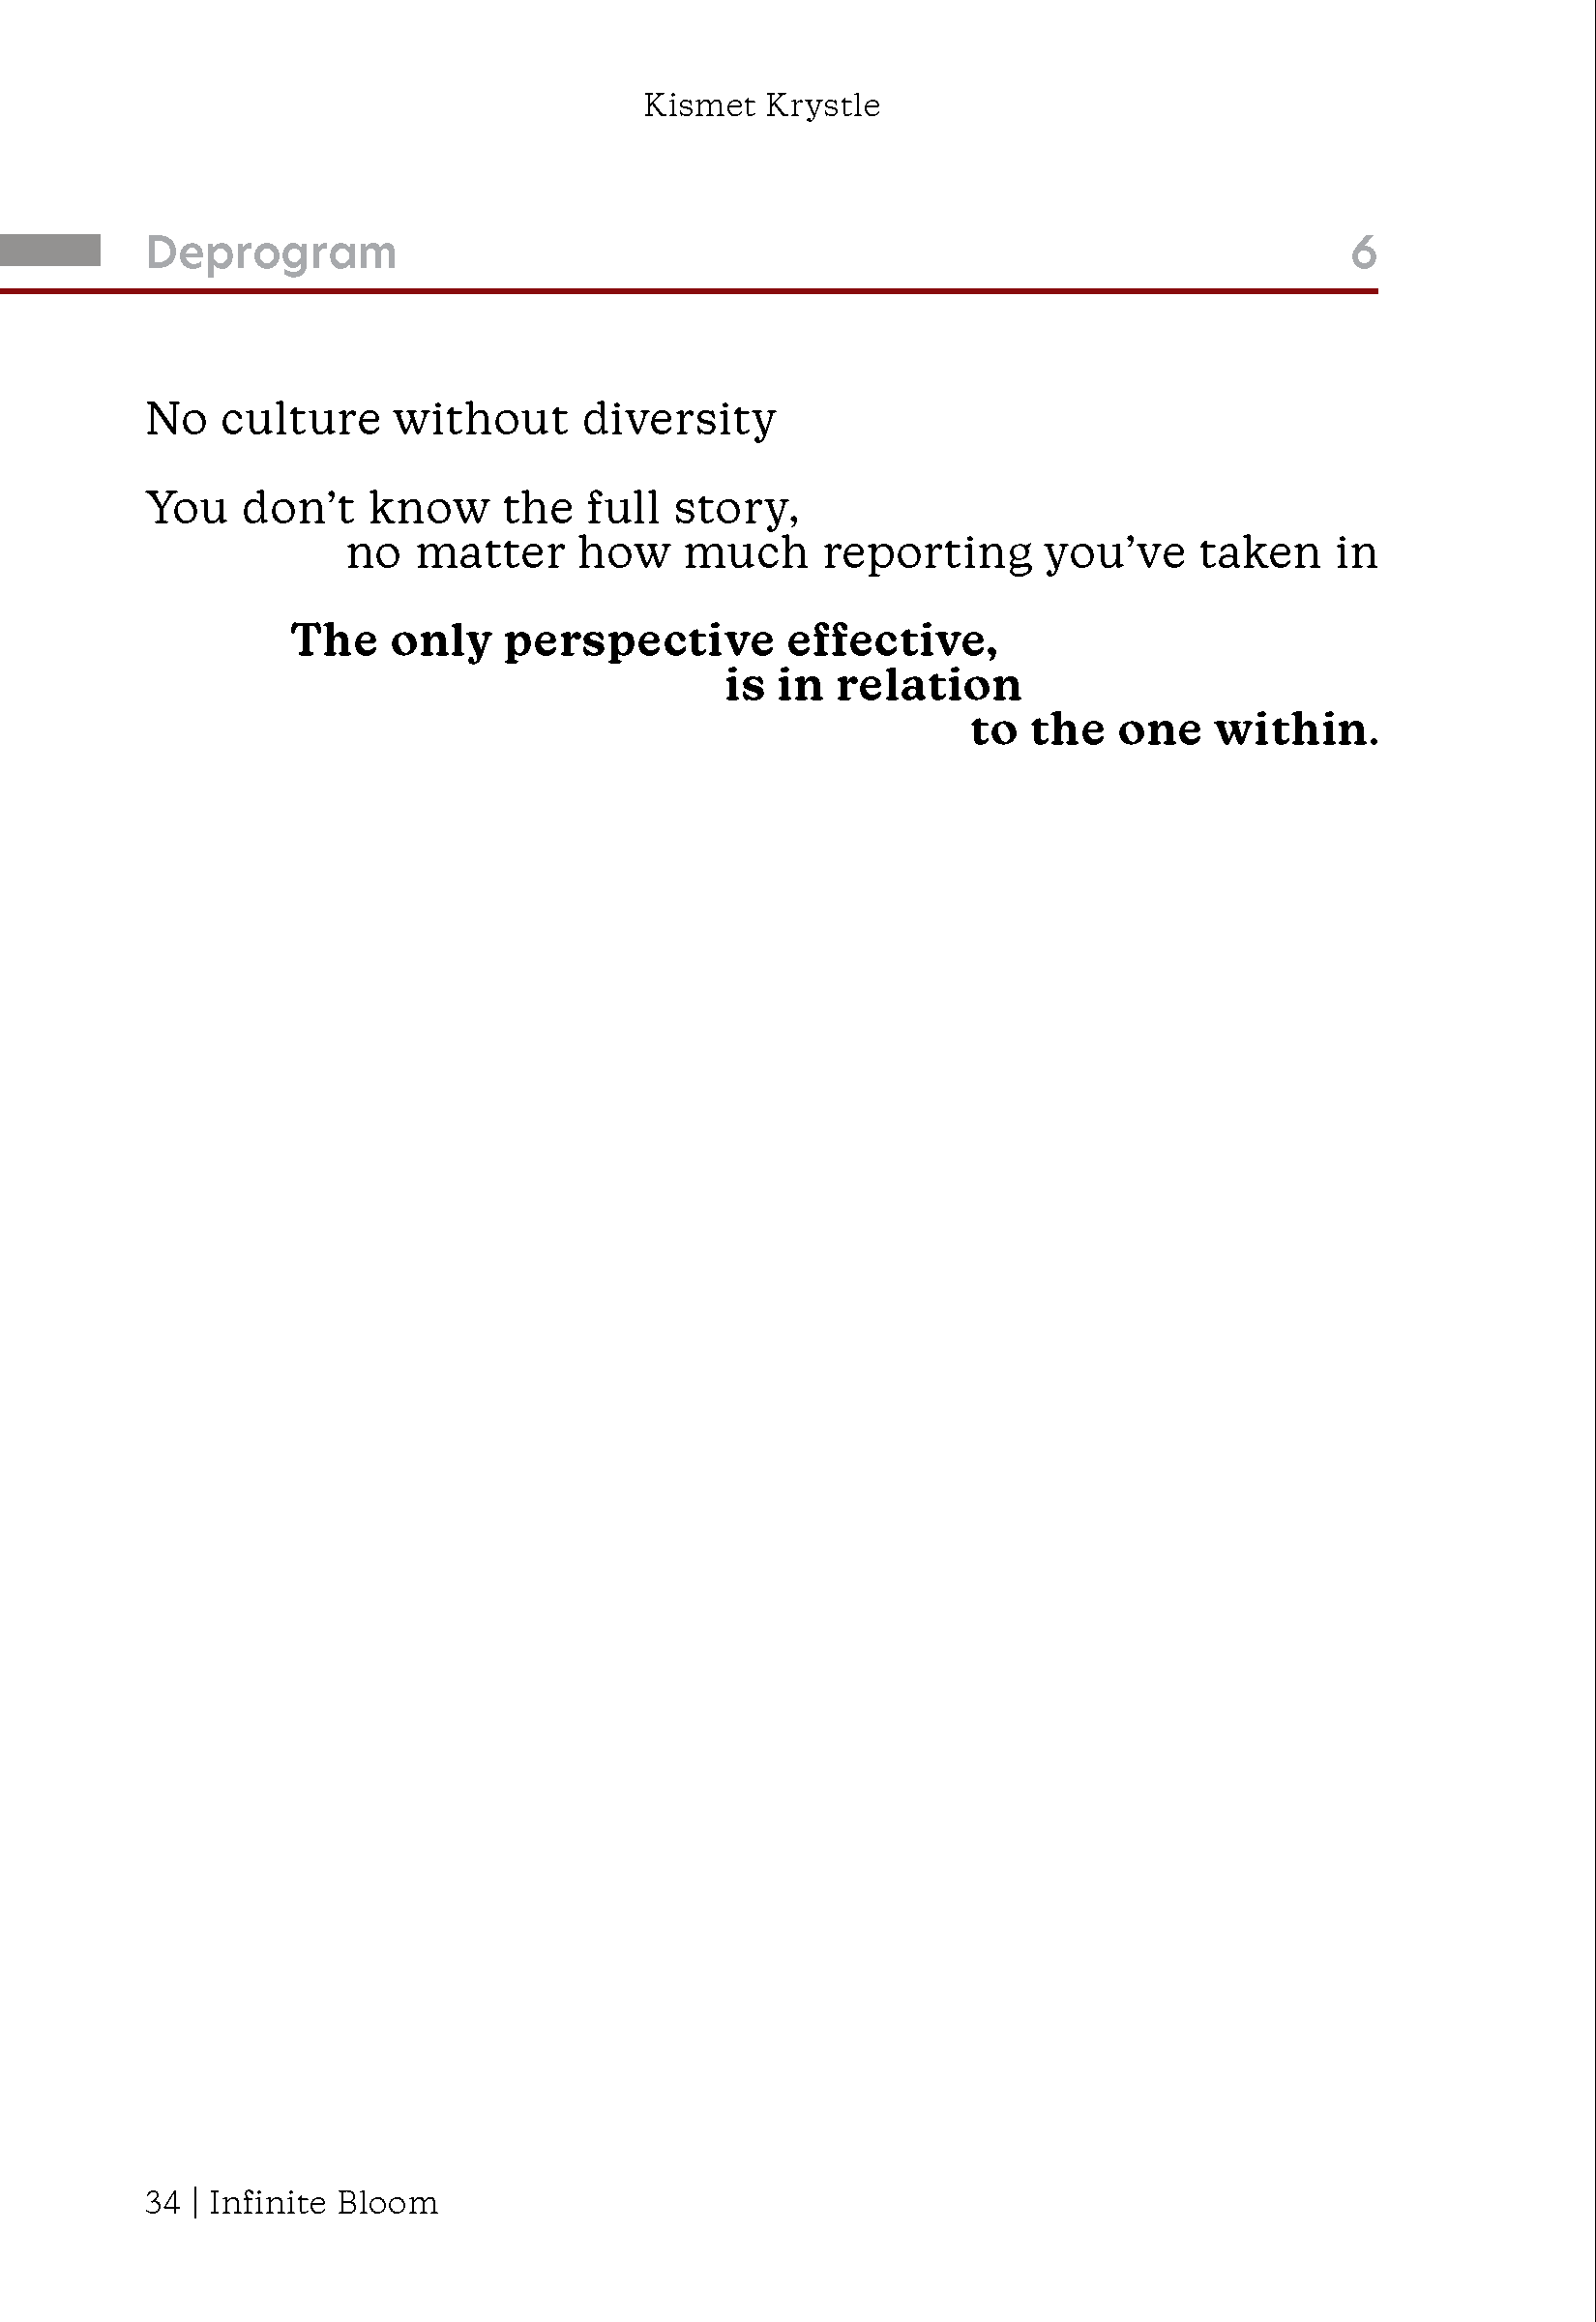 Kismet Krystle
Deprogram 6
No culture without diversity
You don’t know the full story,
no matter how much reporting you’ve taken in
The only perspective effective,
is in relation
to the one within.
34 | Infinite Bloom